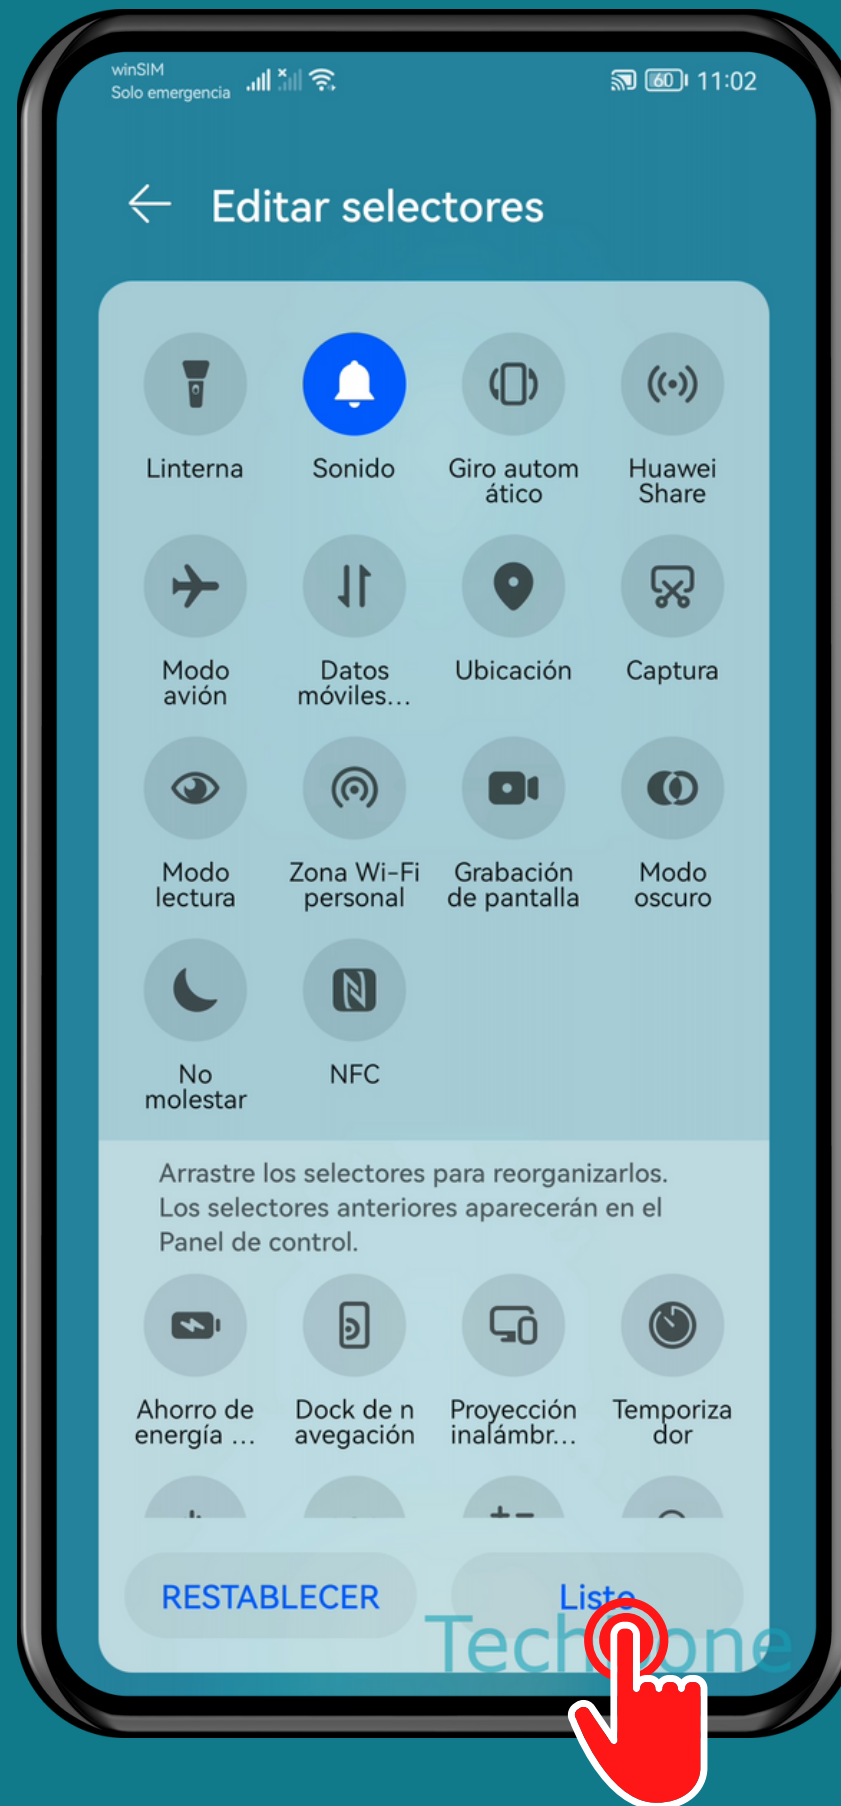 winSIM
Solo emergencia
60 11:02
Editar selectores
Linterna Sonido Giro autom Huawei
ático Share
Modo Datos Ubicación Captura
avión móviles...
Modo Zona Wi-Fi Grabación Modo
lectura personal de pantalla oscuro
No NFC
molestar
Arrastre los selectores para reorganizarlos.
Los selectores anteriores aparecerán en el
Panel de control.
Ahorro de Dock de n Proyección Temporiza
energía ... avegación inalámbr... dor
RESTABLECER Listo